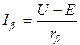 I_я = (U − E) / r_я